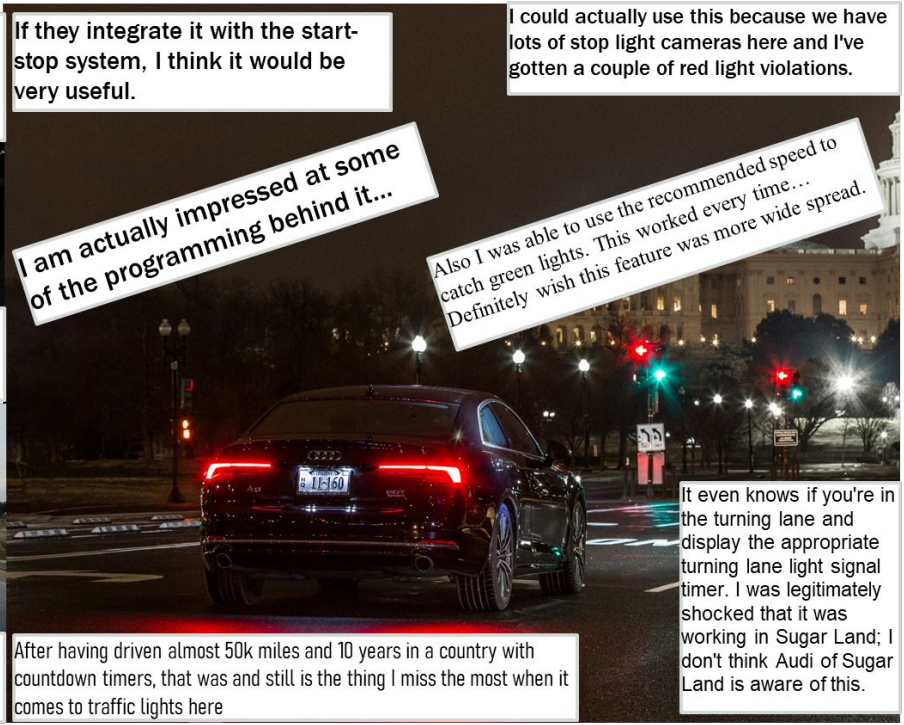 If they integrate it with the start-
stop system, I think it would be
very useful.
I could actually use this because we have
lots of stop light cameras here and I've
gotten a couple of red light violations.
I am actually impressed at some
of the programming behind it...
Also I was able to use the recommended speed to
catch green lights. This worked every time…
Definitely wish this feature was more wide spread.
11-160
A5
It even knows if you're in
the turning lane and
display the appropriate
turning lane light signal
timer. I was legitimately
shocked that it was
working in Sugar Land; I
don't think Audi of Sugar
Land is aware of this.
After having driven almost 50k miles and 10 years in a country with
countdown timers, that was and still is the thing I miss the most when it
comes to traffic lights here